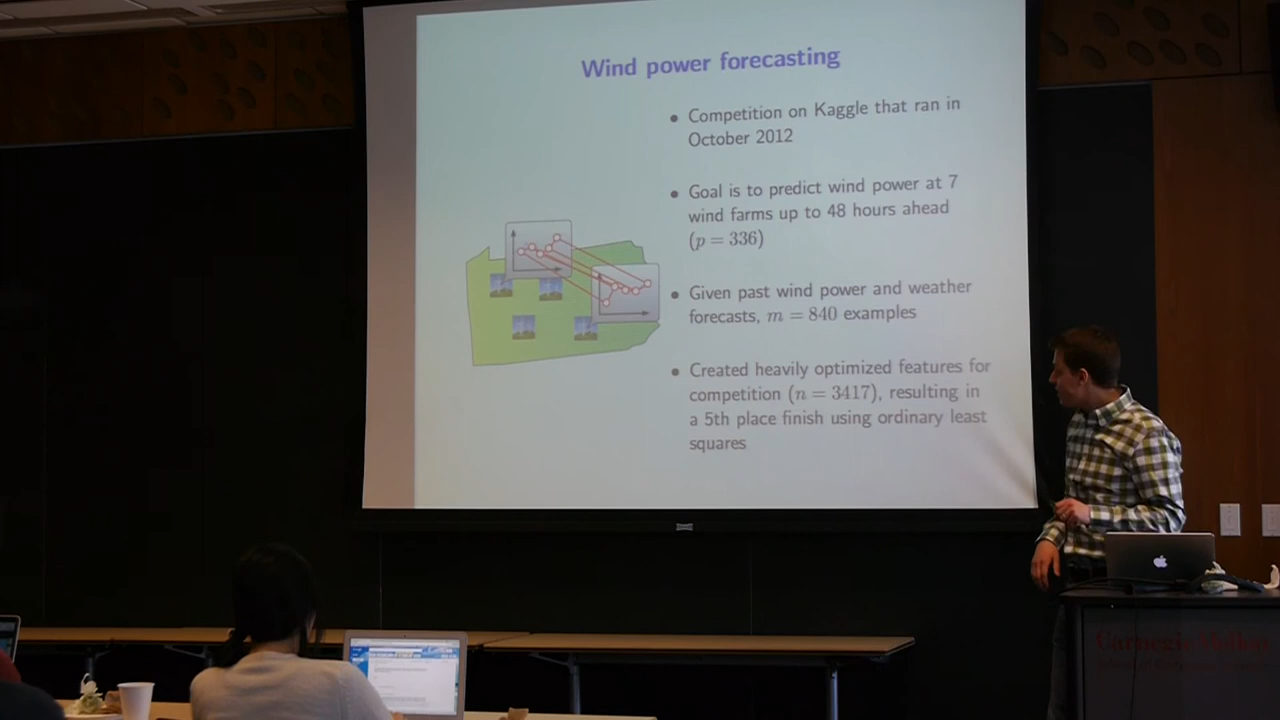 Wind power forecasting
• Competition on Kaggle that ran in
October 2012
• Goal is to predict wind power at 7
wind farms up to 48 hours ahead
(p = 336)
• Given past wind power and weather
forecasts, m = 840 examples
• Created heavily optimized features for
competition (n = 3417), resulting in
a 5th place finish using ordinary least
squares
Carnegie Mellon